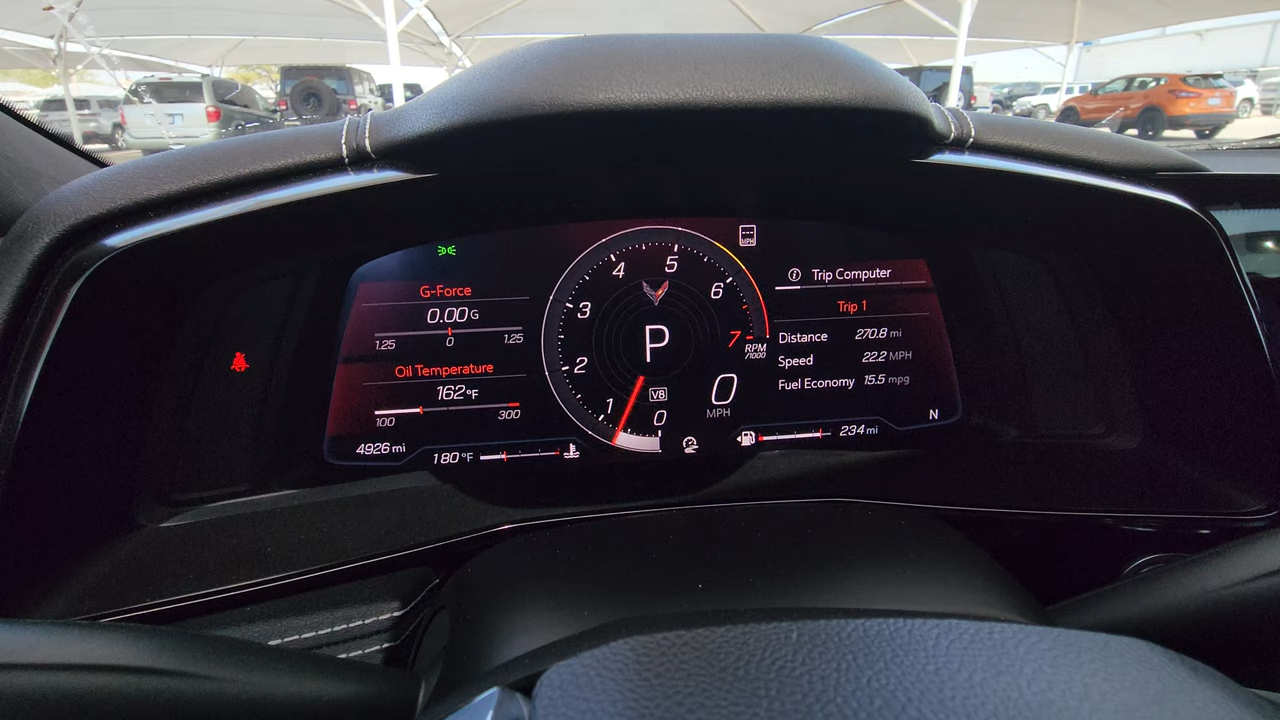 MPH
G-Force
0.00 G
1.25 0 1.25
Oil Temperature
162 °F
100 300
4926 mi
180 °F
0
1
2
3
4
5
6
7
RPM
/1000
P
V8
0
MPH
Trip Computer
Trip 1
Distance 270.8 mi
Speed 22.2 MPH
Fuel Economy 15.5 mpg
N
234 mi